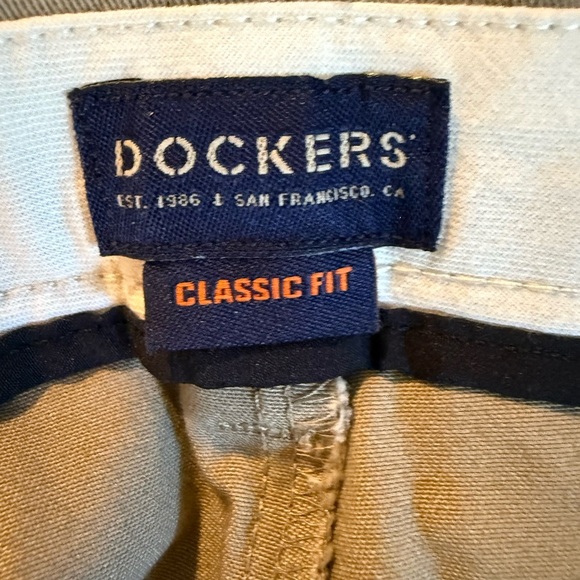 DOCKERS
EST. 1986 ⚓ SAN FRANCISCO, CA
CLASSIC FIT